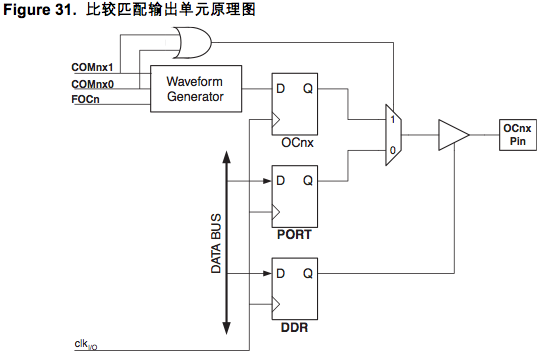 Figure 31. 比较匹配输出单元原理图
COMnx1
COMnx0
FOCn
Waveform
Generator
D Q
OCnx
1
0
OCnx
Pin
D Q
PORT
D Q
DDR
DATA BUS
clkI/O